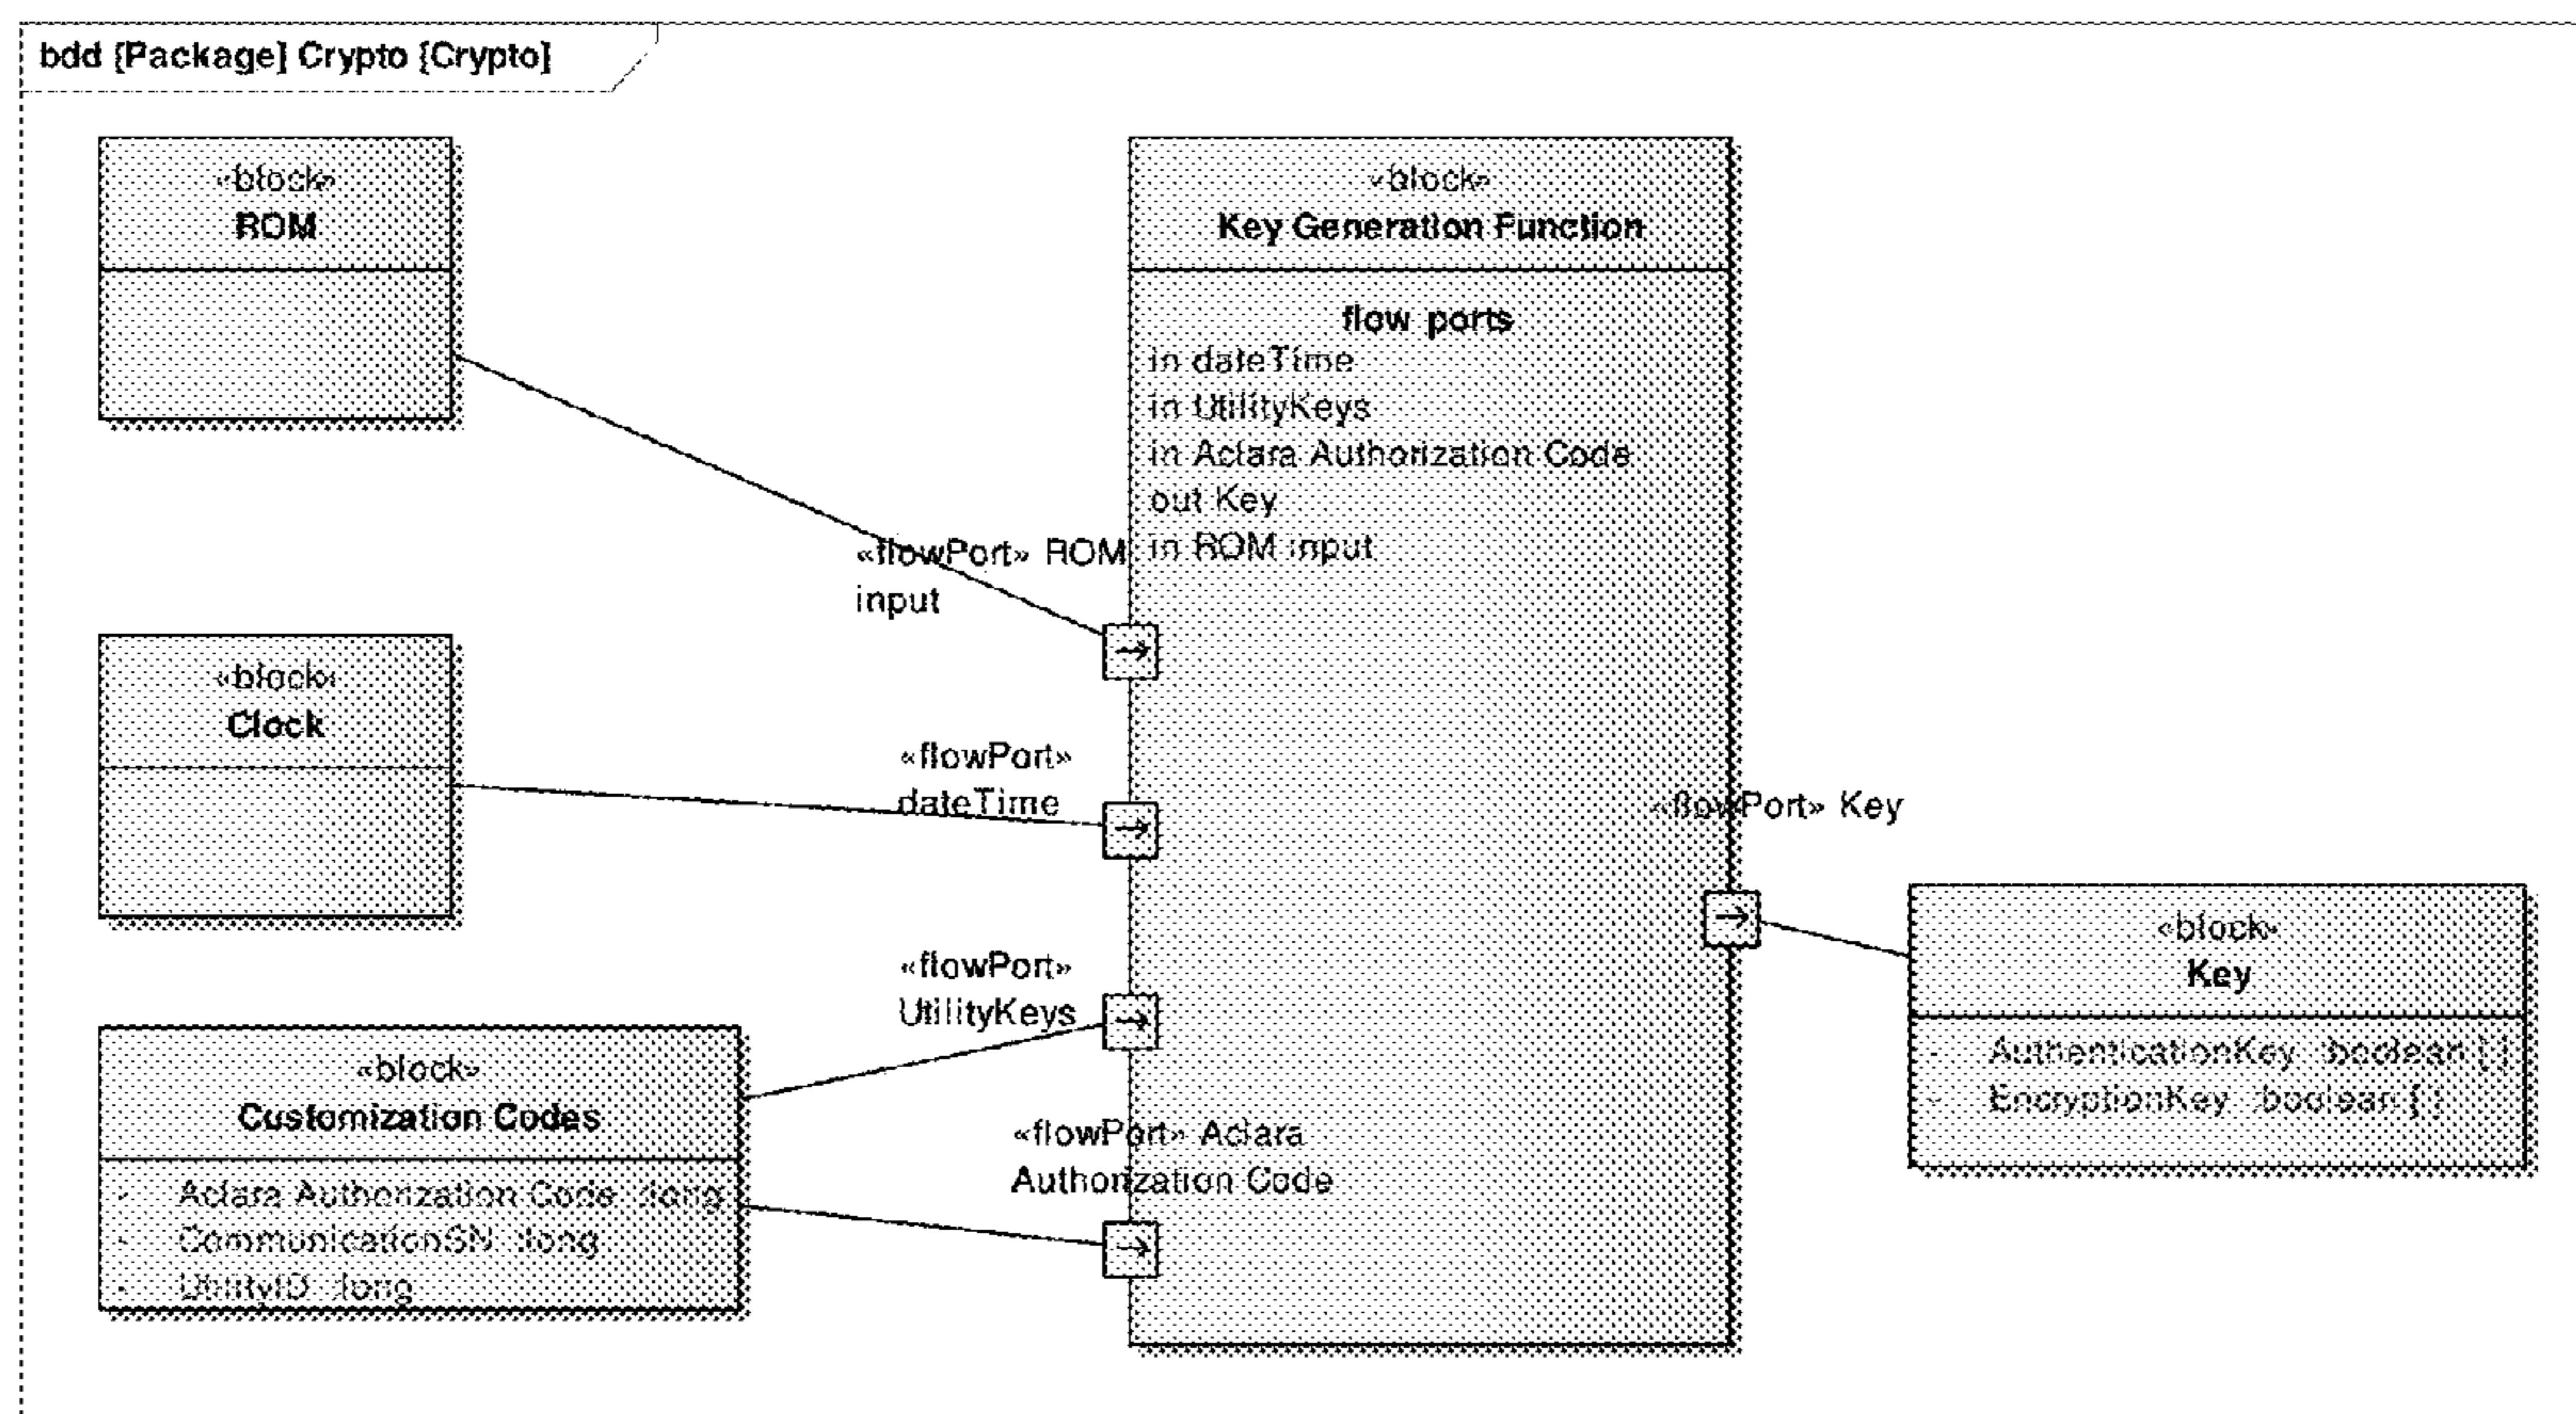 bdd [Package] Crypto [Crypto]
«block»
ROM
«block»
Key Generation Function
flow ports
in dateTime
in UtilityKeys
in Aclara Authorization Code
out Key
in ROM input
«flowPort» ROM
input
«block»
Clock
«flowPort»
dateTime
«flowPort» Key
«flowPort»
UtilityKeys
«block»
Key
- AuthenticationKey :boolean [ ]
- EncryptionKey :boolean [ ]
«block»
Customization Codes
- Aclara Authorization Code :long
- CommunicationSN :long
- UtilityID :long
«flowPort» Aclara
Authorization Code